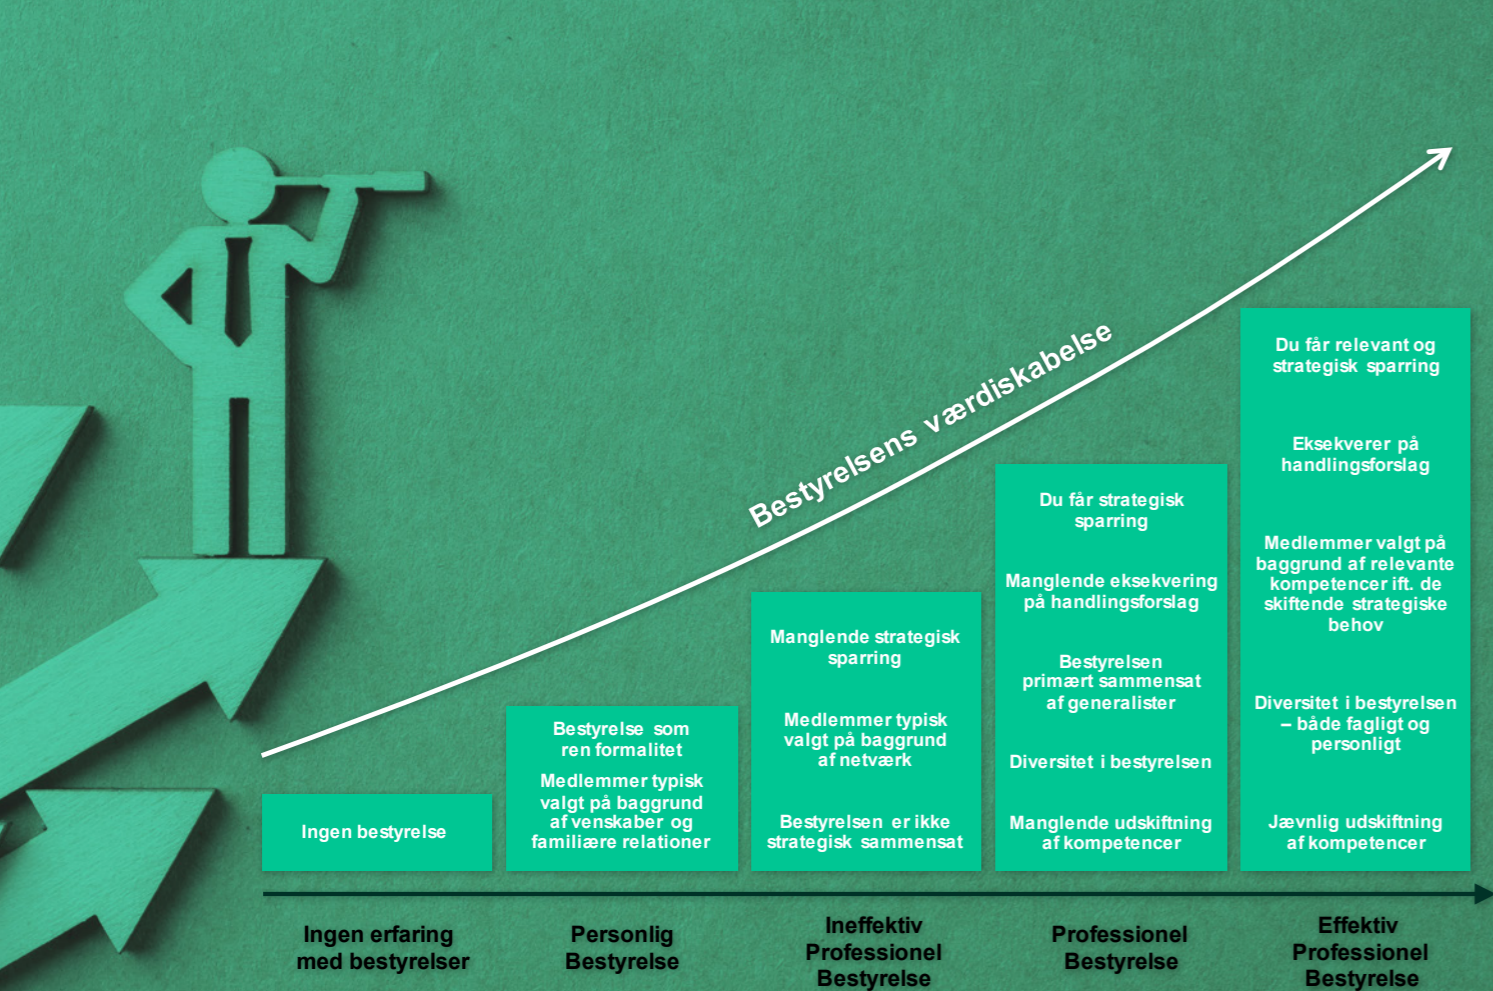 Bestyrelsens værdiskabelse
Ingen bestyrelse
Bestyrelse som
ren formalitet
Medlemmer typisk
valgt på baggrund
af venskaber og
familiære relationer
Manglende strategisk
sparring
Medlemmer typisk
valgt på baggrund
af netværk
Bestyrelsen er ikke
strategisk sammensat
Du får strategisk
sparring
Manglende eksekvering
på handlingsforslag
Bestyrelsen
primært sammensat
af generalister
Diversitet i bestyrelsen
Manglende udskiftning
af kompetencer
Du får relevant og
strategisk sparring
Eksekverer på
handlingsforslag
Medlemmer valgt på
baggrund af relevante
kompetencer ift. de
skiftende strategiske
behov
Diversitet i bestyrelsen
– både fagligt og
personligt
Jævnlig udskiftning
af kompetencer
Ingen erfaring
med bestyrelser
Personlig
Bestyrelse
Ineffektiv
Professionel
Bestyrelse
Professionel
Bestyrelse
Effektiv
Professionel
Bestyrelse